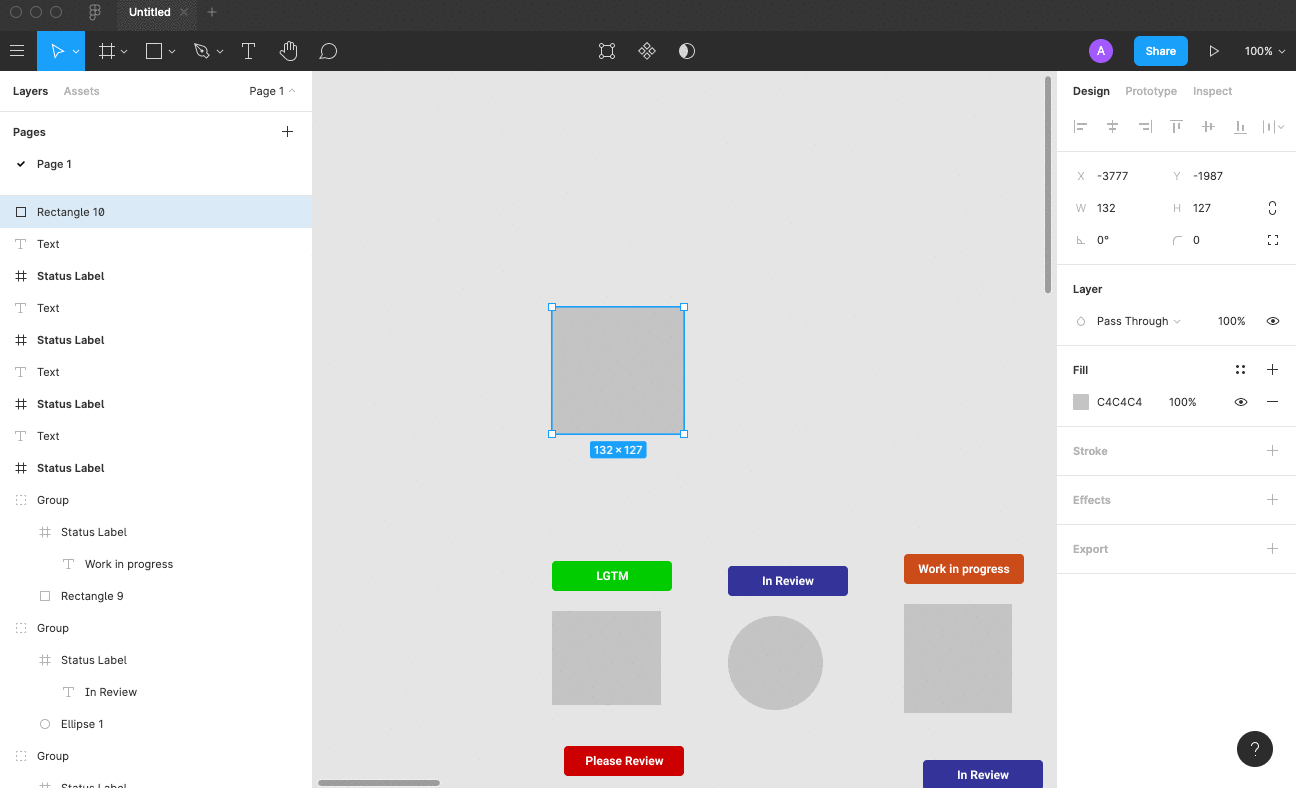 Untitled
A
Share
100%
Layers
Assets
Page 1
Pages
Page 1
Rectangle 10
Text
Status Label
Text
Status Label
Text
Status Label
Text
Status Label
Group
Status Label
Work in progress
Rectangle 9
Group
Status Label
In Review
Ellipse 1
Group
Status Label
132 × 127
LGTM
In Review
Work in progress
Please Review
In Review
Design
Prototype
Inspect
X -3777
Y -1987
W 132
H 127
0°
0
Layer
Pass Through
100%
Fill
C4C4C4
100%
Stroke
Effects
Export
?